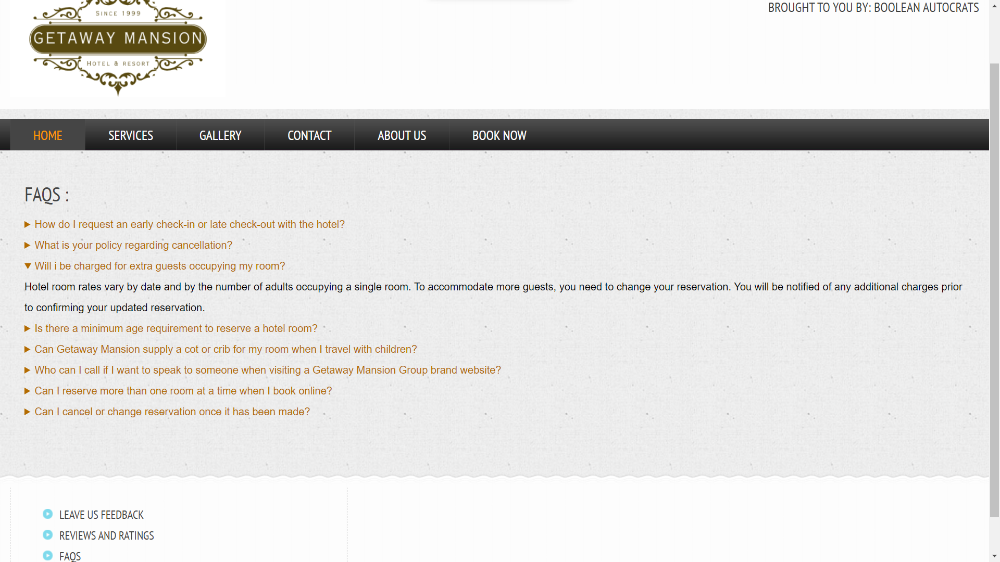 SINCE 1999
BROUGHT TO YOU BY: BOOLEAN AUTOCRATS
GETAWAY MANSION
HOTEL & RESORT
HOME SERVICES GALLERY CONTACT ABOUT US BOOK NOW
FAQS :
How do I request an early check-in or late check-out with the hotel?
What is your policy regarding cancellation?
Will i be charged for extra guests occupying my room?
Hotel room rates vary by date and by the number of adults occupying a single room. To accommodate more guests, you need to change your reservation. You will be notified of any additional charges prior
to confirming your updated reservation.
Is there a minimum age requirement to reserve a hotel room?
Can Getaway Mansion supply a cot or crib for my room when I travel with children?
Who can I call if I want to speak to someone when visiting a Getaway Mansion Group brand website?
Can I reserve more than one room at a time when I book online?
Can I cancel or change reservation once it has been made?
LEAVE US FEEDBACK
REVIEWS AND RATINGS
FAQS